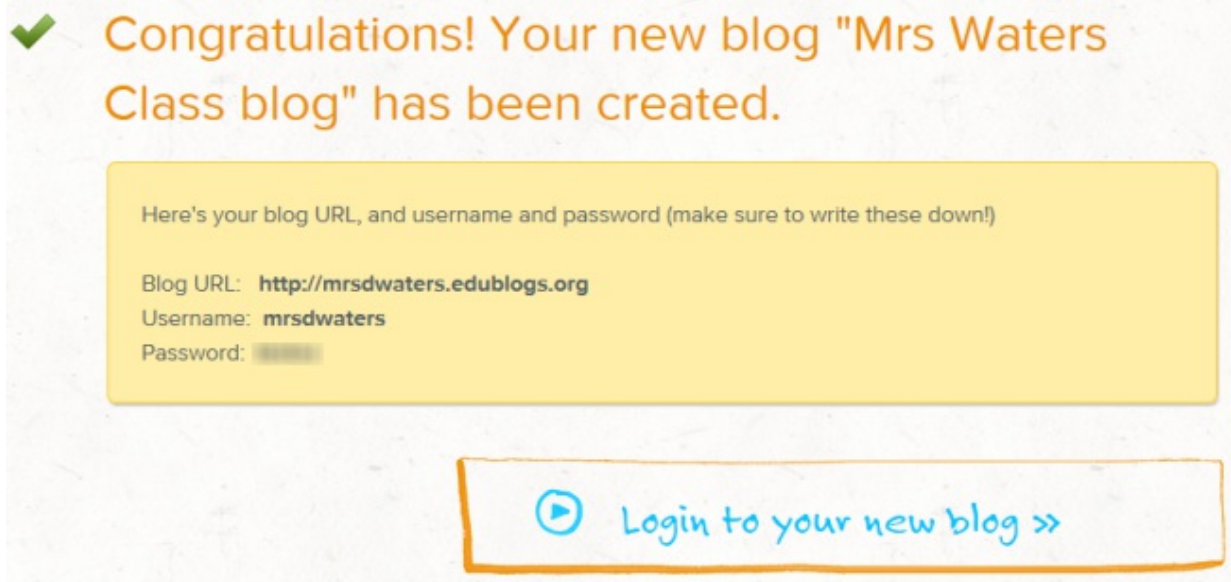 Congratulations! Your new blog "Mrs Waters
Class blog" has been created.
Here's your blog URL, and username and password (make sure to write these down!)
Blog URL: http://mrsdwaters.edublogs.org
Username: mrsdwaters
Password:
Login to your new blog »